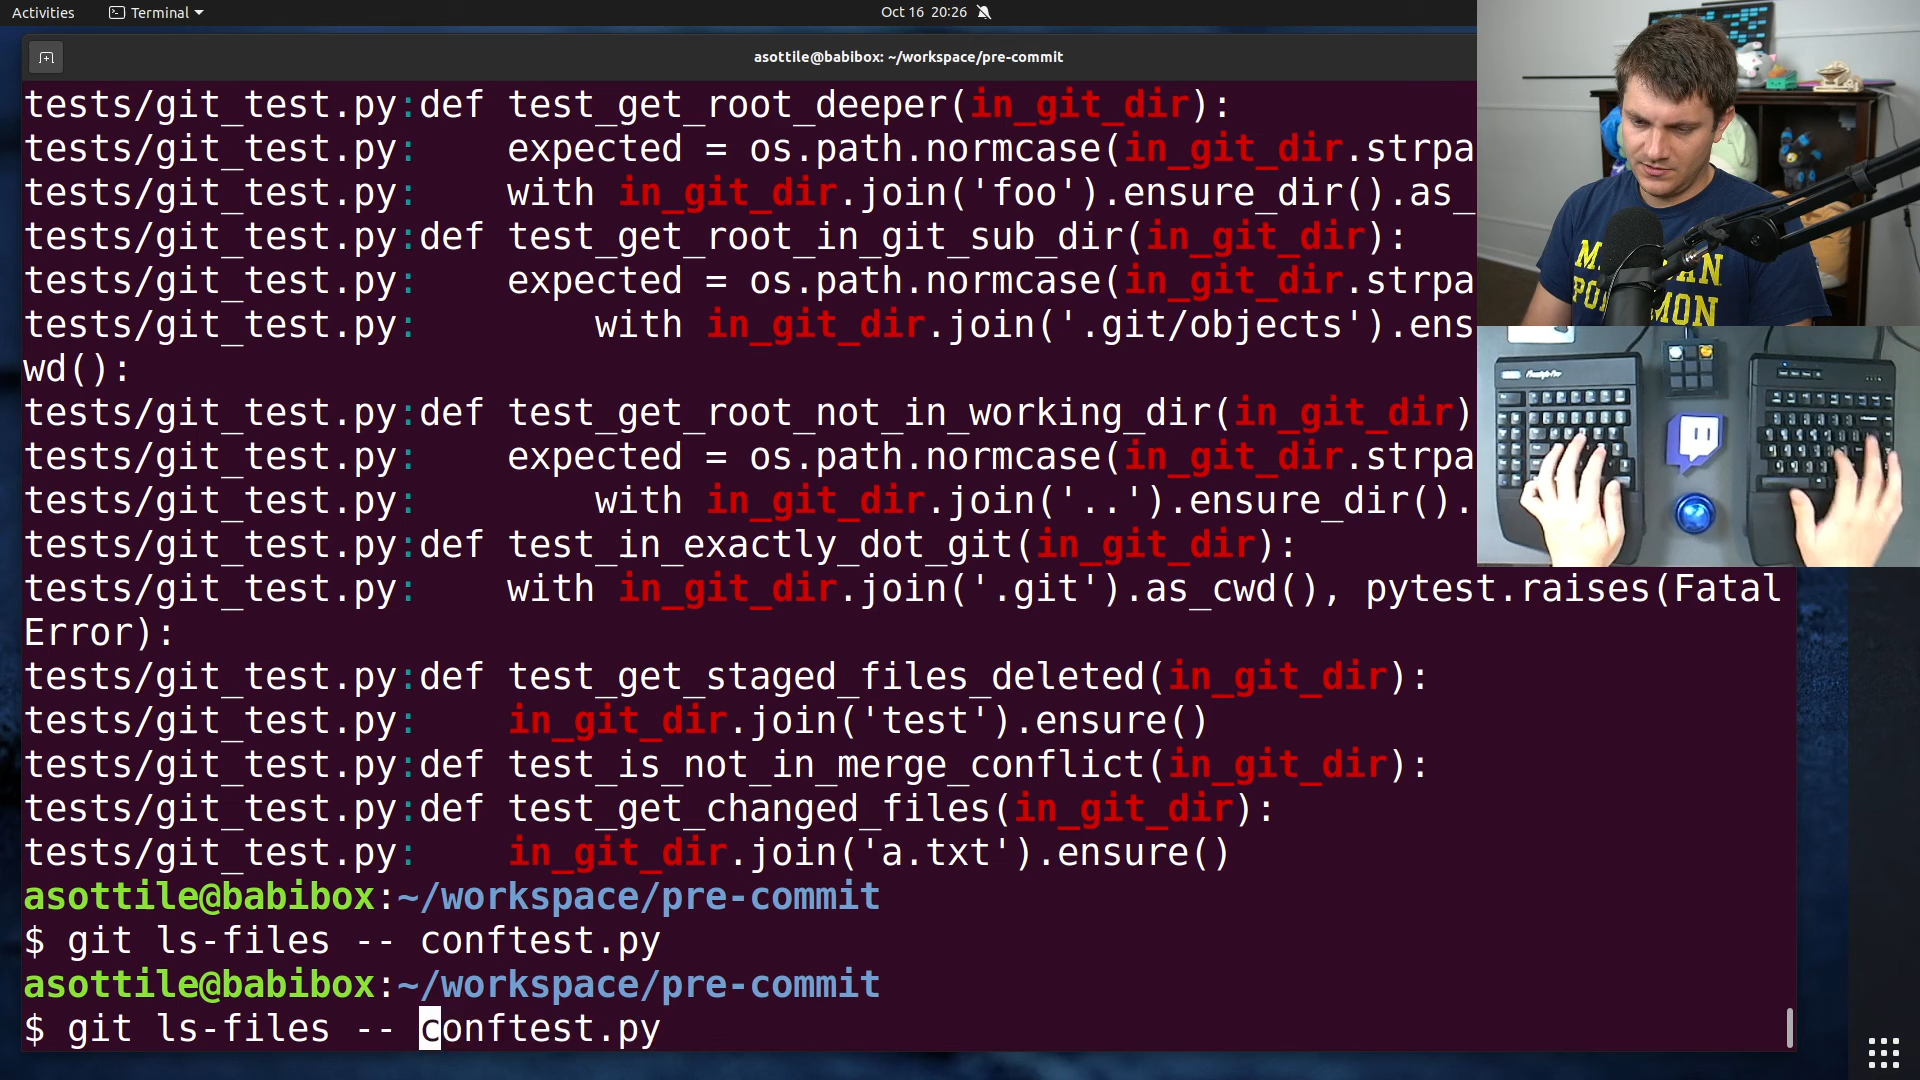 Activities
Terminal
Oct 16 20:26
asottile@babibox: ~/workspace/pre-commit
tests/git_test.py:def test_get_root_deeper(in_git_dir):
tests/git_test.py:    expected = os.path.normcase(in_git_dir.strpa
tests/git_test.py:    with in_git_dir.join('foo').ensure_dir().as_
tests/git_test.py:def test_get_root_in_git_sub_dir(in_git_dir):
tests/git_test.py:    expected = os.path.normcase(in_git_dir.strpa
tests/git_test.py:        with in_git_dir.join('.git/objects').ens
wd():
tests/git_test.py:def test_get_root_not_in_working_dir(in_git_dir)
tests/git_test.py:    expected = os.path.normcase(in_git_dir.strpa
tests/git_test.py:        with in_git_dir.join('..').ensure_dir().
tests/git_test.py:def test_in_exactly_dot_git(in_git_dir):
tests/git_test.py:    with in_git_dir.join('.git').as_cwd(), pytest.raises(Fatal
Error):
tests/git_test.py:def test_get_staged_files_deleted(in_git_dir):
tests/git_test.py:    in_git_dir.join('test').ensure()
tests/git_test.py:def test_is_not_in_merge_conflict(in_git_dir):
tests/git_test.py:def test_get_changed_files(in_git_dir):
tests/git_test.py:    in_git_dir.join('a.txt').ensure()
asottile@babibox:~/workspace/pre-commit
$ git ls-files -- conftest.py
asottile@babibox:~/workspace/pre-commit
$ git ls-files -- conftest.py